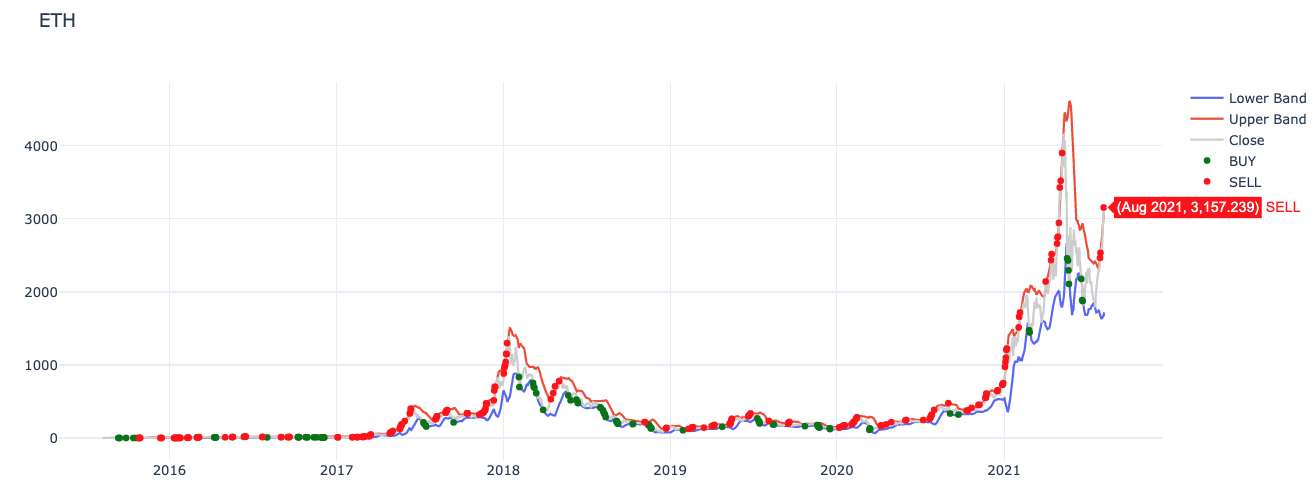 ETH
Lower Band
Upper Band
Close
BUY
SELL
4000
3000
2000
1000
0
(Aug 2021, 3,157.239) SELL
2016 2017 2018 2019 2020 2021